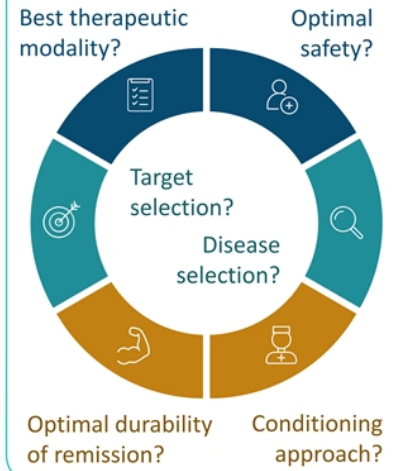 Best therapeutic
modality?
Optimal
safety?
Target
selection?
Disease
selection?
Optimal durability
of remission?
Conditioning
approach?